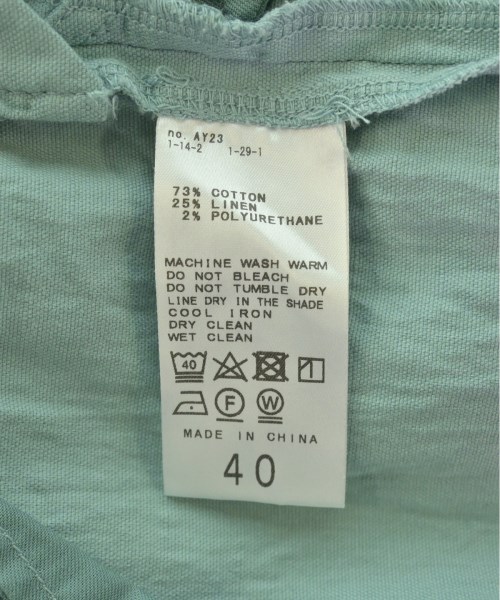 no. AY23
1-14-2 1-29-1
73% COTTON
25% LINEN
2% POLYURETHANE
MACHINE WASH WARM
DO NOT BLEACH
DO NOT TUMBLE DRY
LINE DRY IN THE SHADE
COOL IRON
DRY CLEAN
WET CLEAN
40
F W
MADE IN CHINA
40